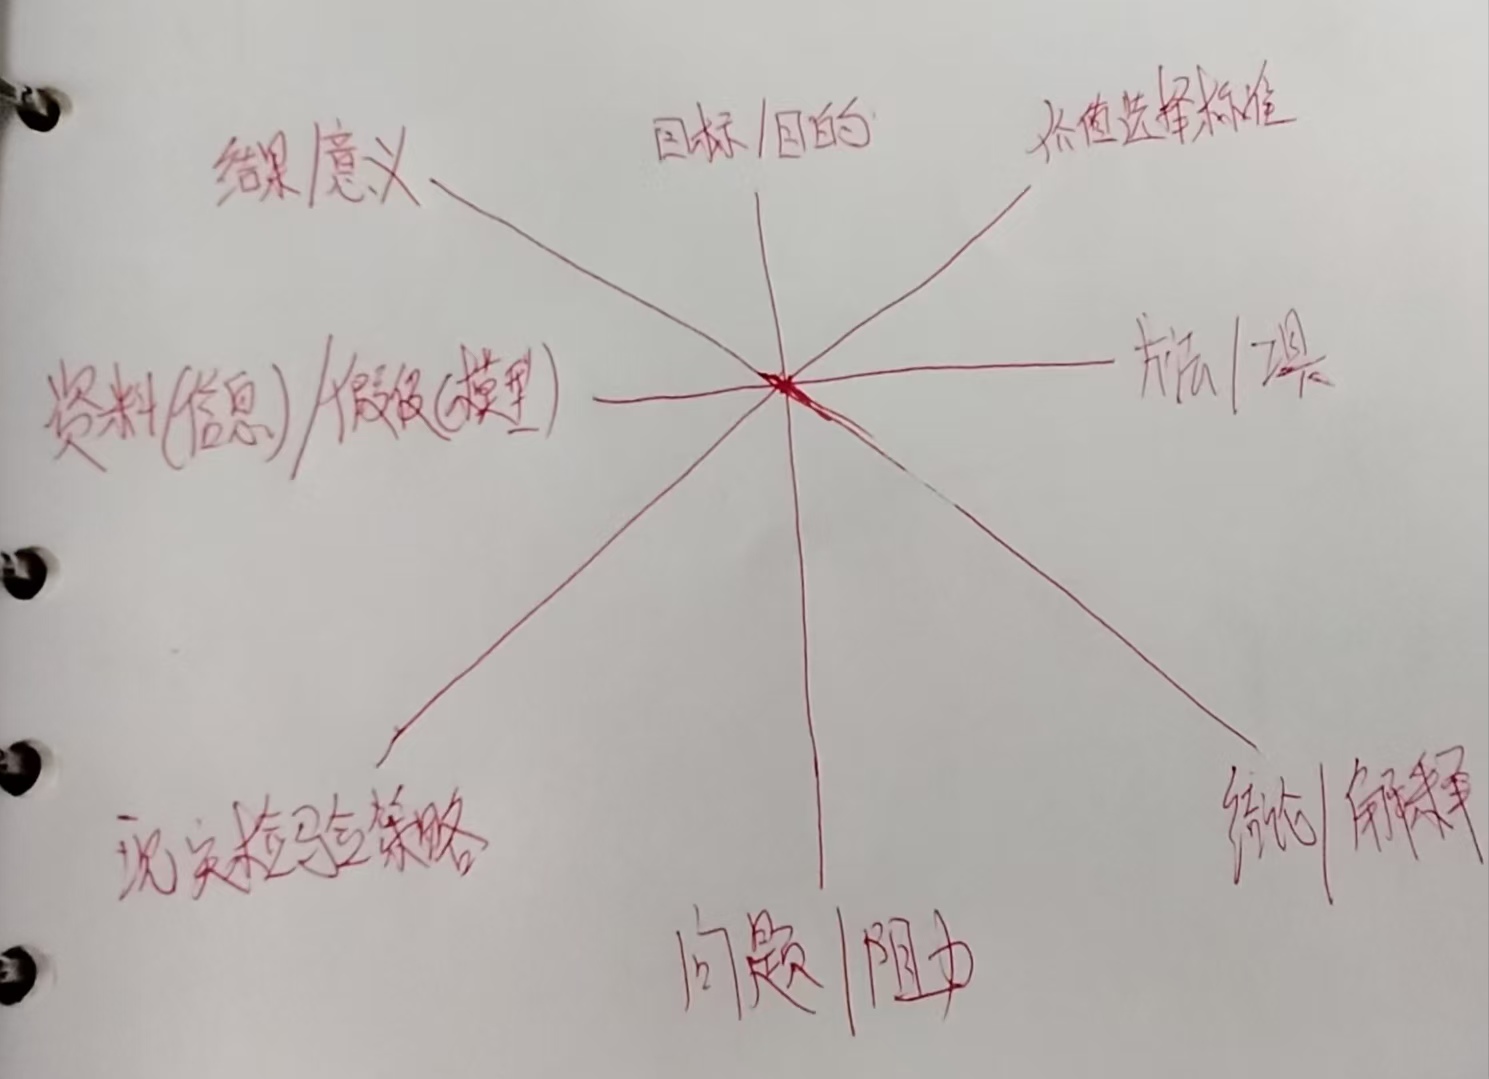 结果/意义
目标/目的
价值选择标准
资料(信息)/假设(模型)
方法/工具
现实检验策略
结论/解释
问题/阻力